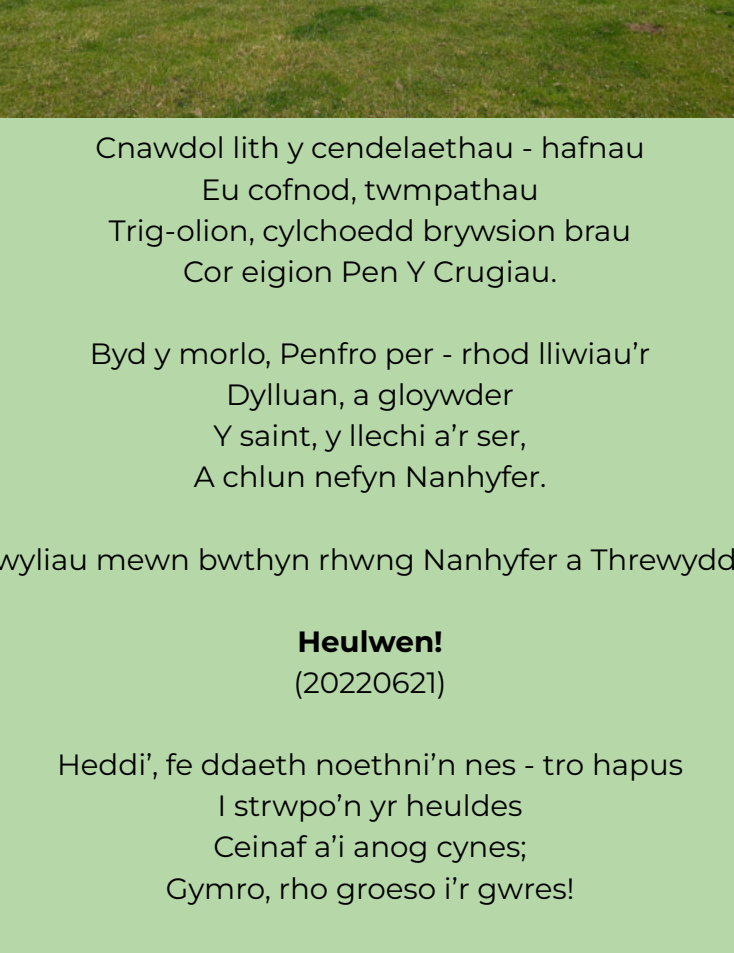 Cnawdol lith y cendelaethau - hafnau
Eu cofnod, twmpathau
Trig-olion, cylchoedd brywsion brau
Cor eigion Pen Y Crugiau.
Byd y morlo, Penfro per - rhod lliwiau’r
Dylluan, a gloywder
Y saint, y llechi a’r ser,
A chlun nefyn Nanhyfer.
wyliau mewn bwthyn rhwng Nanhyfer a Threwydd
Heulwen!
(20220621)
Heddi’, fe ddaeth noethni’n nes - tro hapus
I strwpo’n yr heuldes
Ceinaf a’i anog cynes;
Gymro, rho groeso i’r gwres!